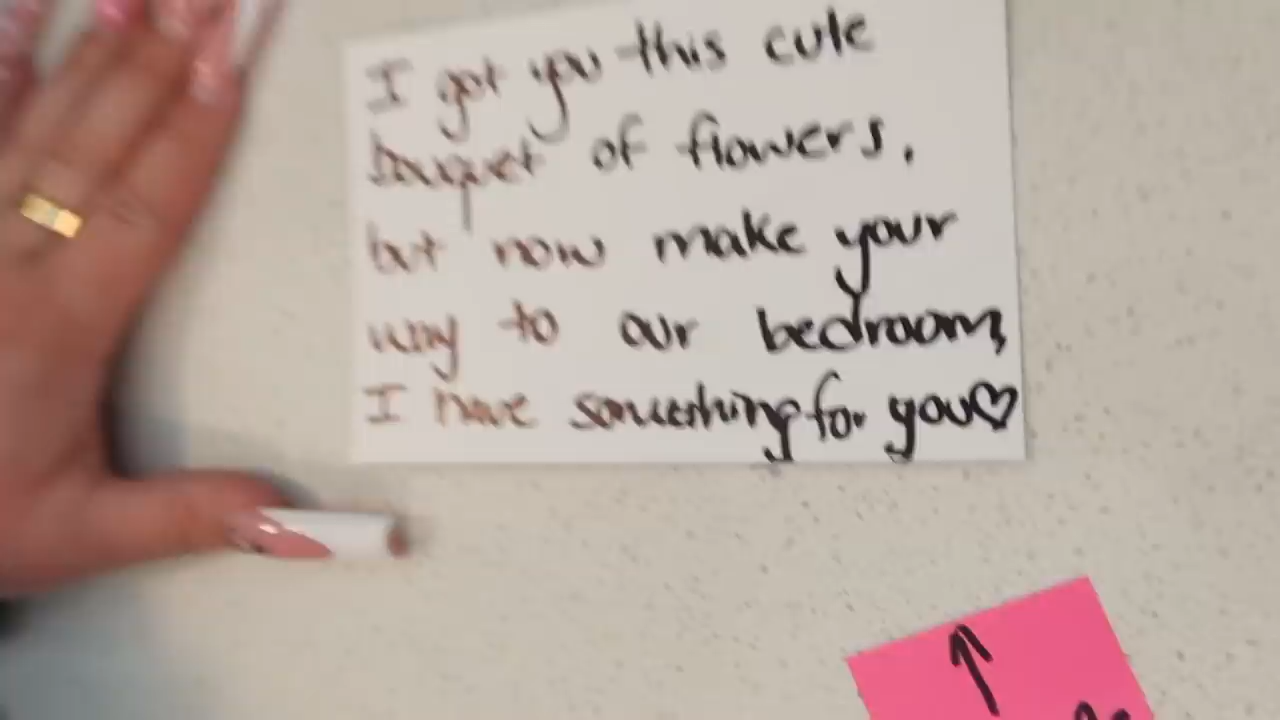 I got you this cute
bouquet of flowers,
but now make your
way to our bedroom,
I have something for you♡